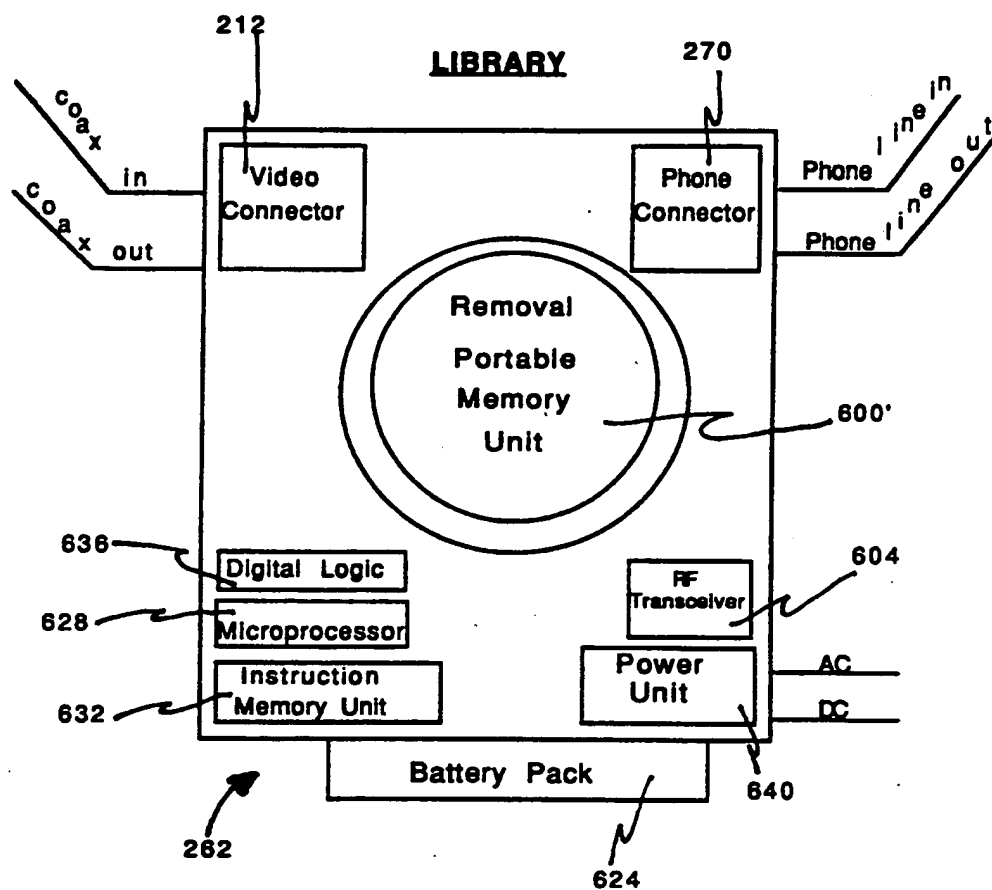 212
LIBRARY
270
coax in
coax out
Video
Connector
Phone
Connector
Phone line in
Phone line out
Removal
Portable
Memory
Unit
600'
636
Digital Logic
628
Microprocessor
632
Instruction
Memory Unit
RF
Transceiver
604
Power
Unit
AC
DC
640
Battery Pack
262
624